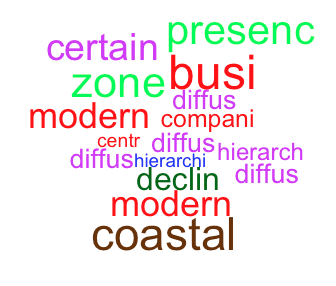 presenc
certain
busi
zone
diffus
modern compani
centr diffus
diffus hierarchi hierarch
declin diffus
modern
coastal